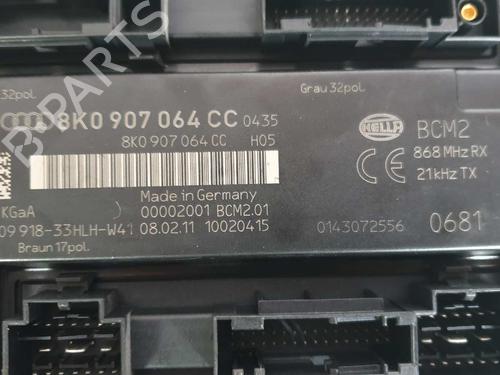 32pol.
Grau 32pol.
8K0 907 064 CC 0435
8K0 907 064 CC H05
HELLA
BCM2
868 MHz RX
21kHz TX
CE
Made in Germany
KGaA
00002001 BCM2.01
09 918-33HLH-W41 08.02.11 10020415
0143072556
0681
Braun 17pol.
B-PARTS